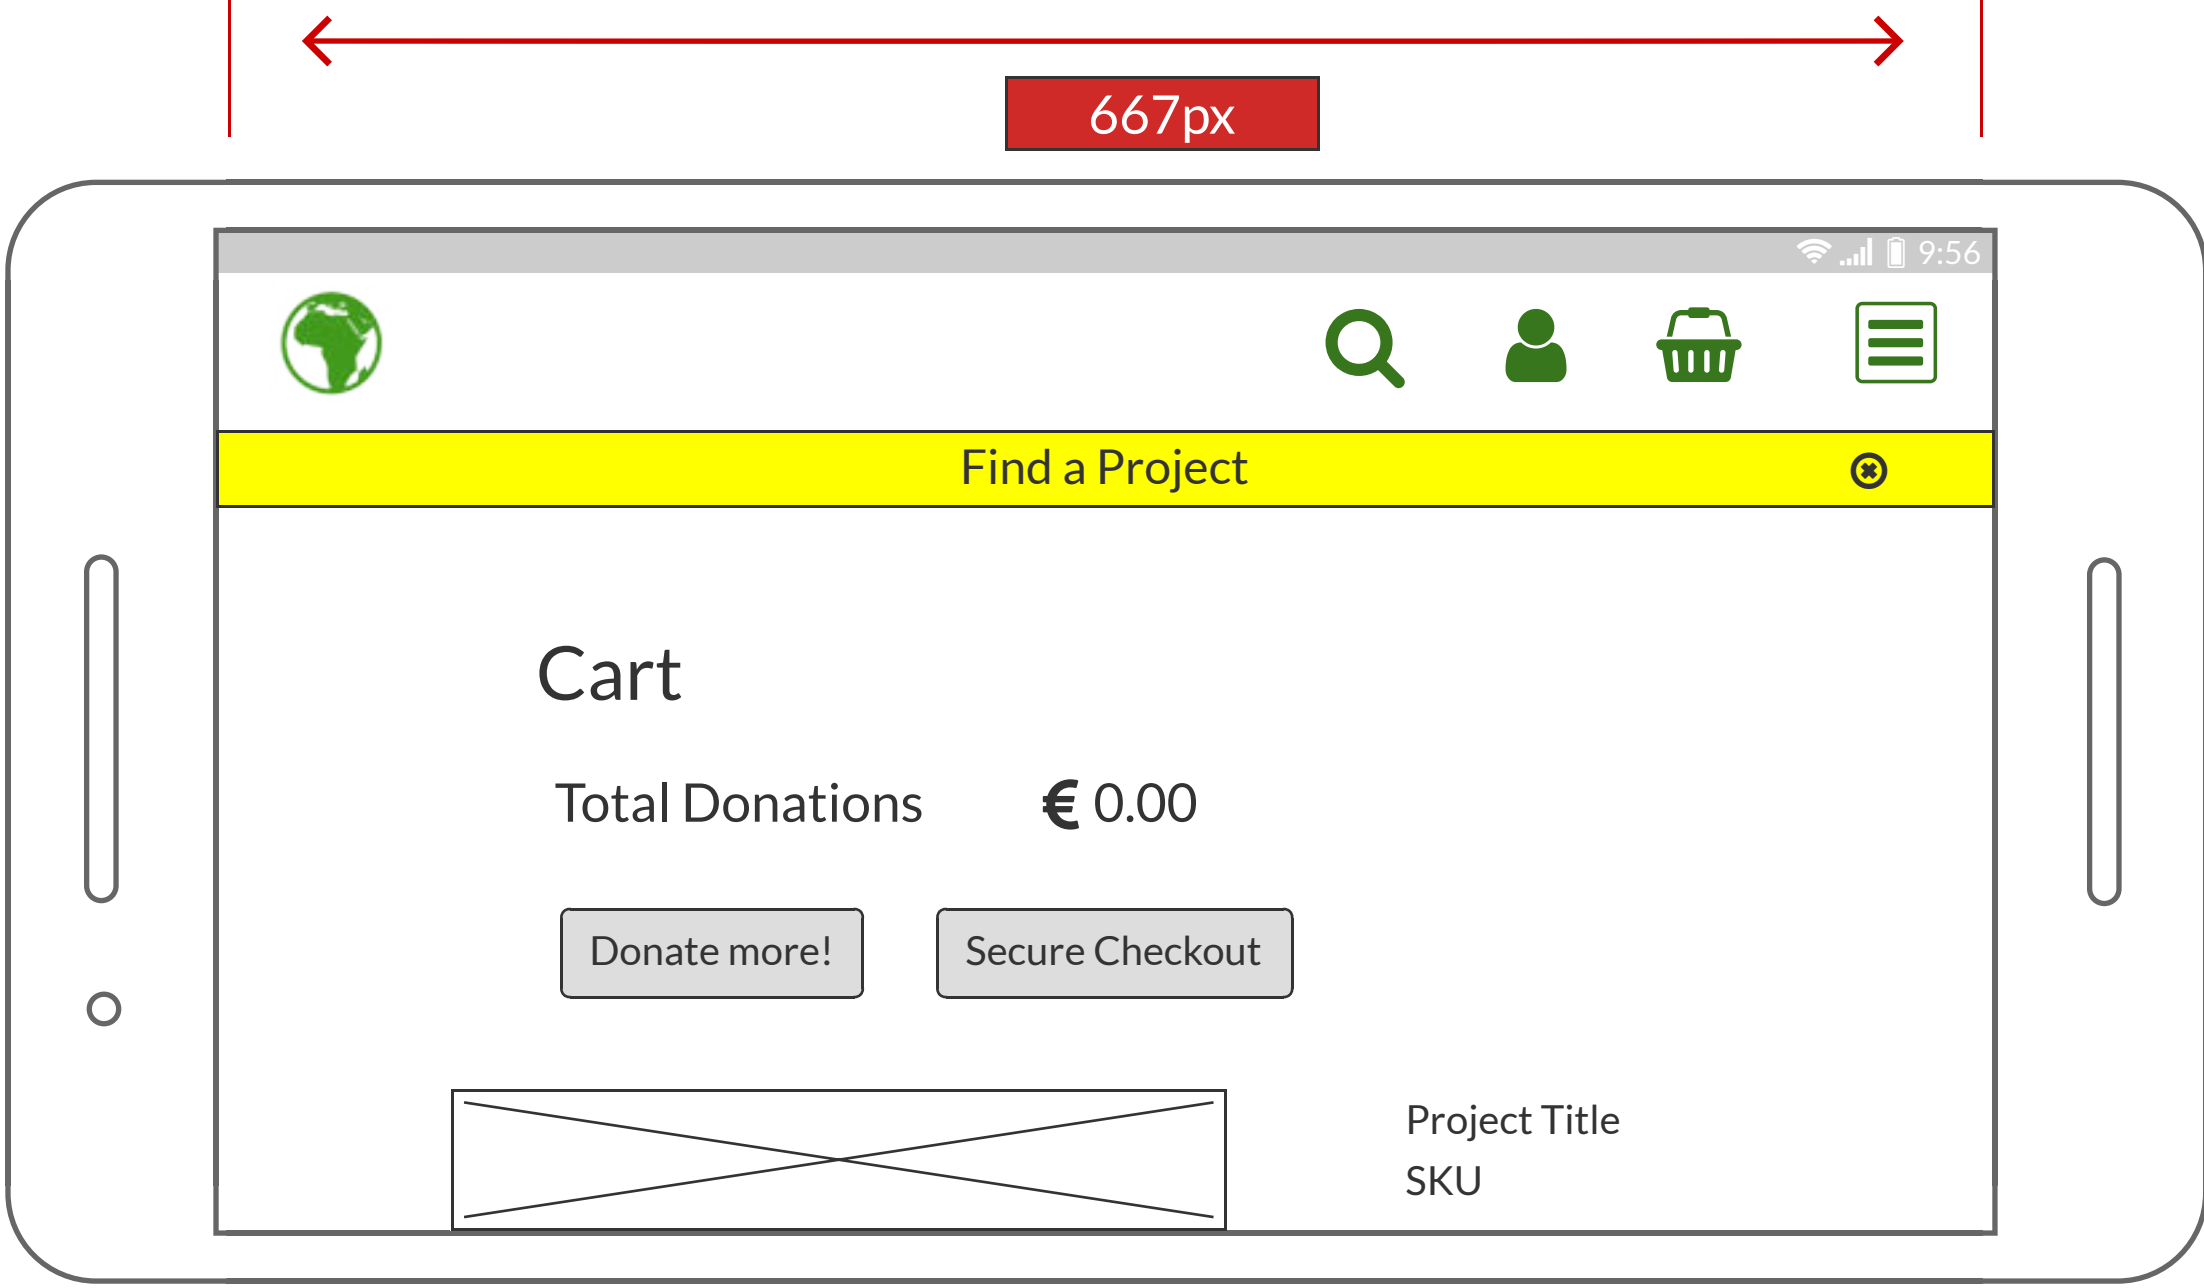 667px
9:56
Find a Project
Cart
Total Donations € 0.00
Donate more! Secure Checkout
Project Title
SKU